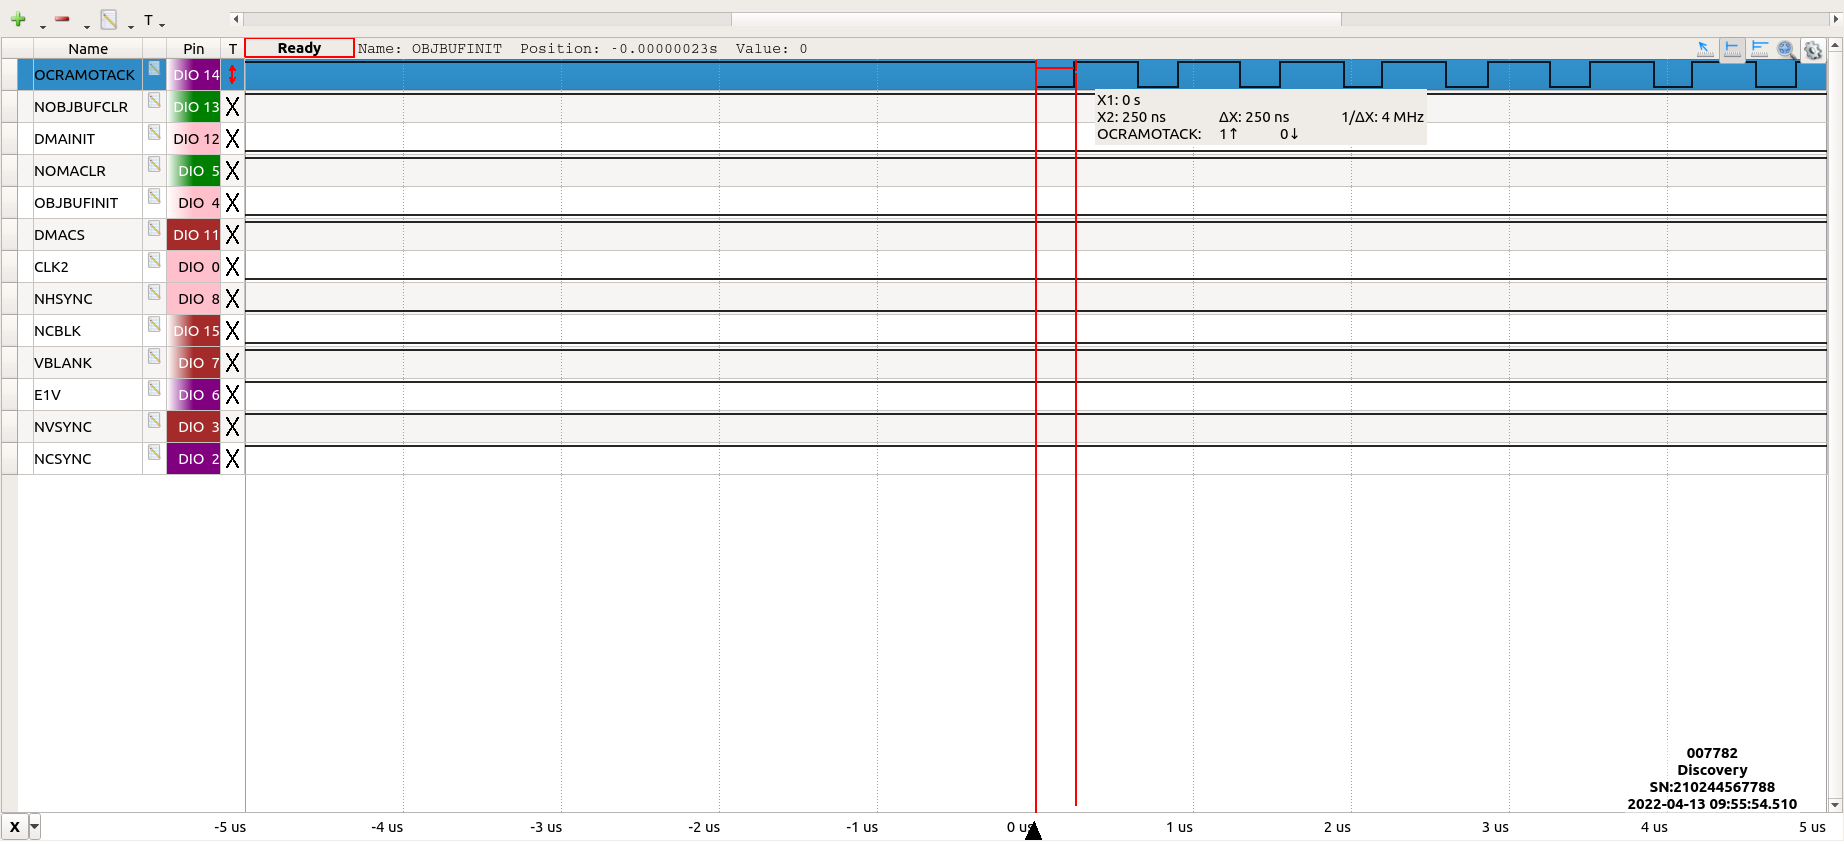 T
Name Pin T Ready Name: OBJBUFINIT Position: -0.00000023s Value: 0
OCRAMOTACK DIO 14
NOBJBUFCLR DIO 13 X
DMAINIT DIO 12 X
NOMACLR DIO 5 X
OBJBUFINIT DIO 4 X
DMACS DIO 11 X
CLK2 DIO 0 X
NHSYNC DIO 8 X
NCBLK DIO 15 X
VBLANK DIO 7 X
E1V DIO 6 X
NVSYNC DIO 3 X
NCSYNC DIO 2 X
X1: 0 s
X2: 250 ns ΔX: 250 ns 1/ΔX: 4 MHz
OCRAMOTACK: 1↑ 0↓
007782
Discovery
SN:210244567788
2022-04-13 09:55:54.510
X -5 us -4 us -3 us -2 us -1 us 0 us 1 us 2 us 3 us 4 us 5 us